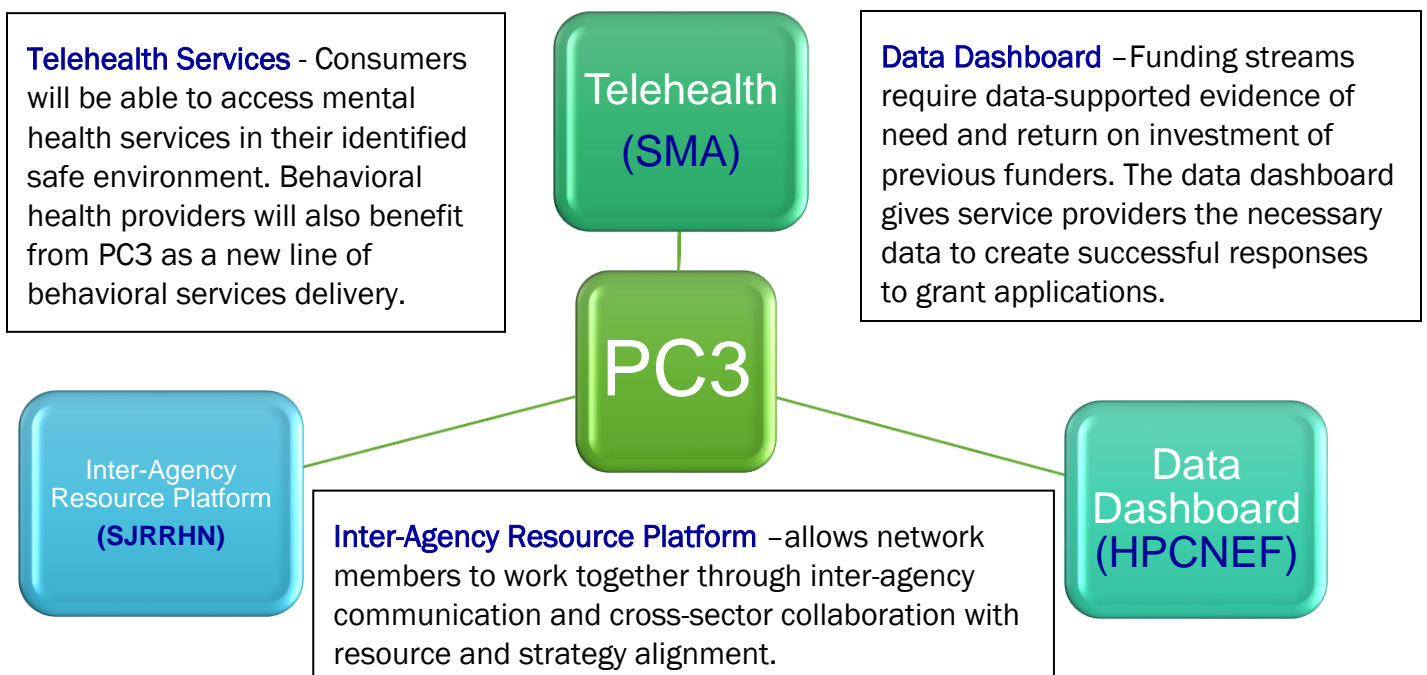 Telehealth Services - Consumers
will be able to access mental
health services in their identified
safe environment. Behavioral
health providers will also benefit
from PC3 as a new line of
behavioral services delivery.
Telehealth
(SMA)
Data Dashboard –Funding streams
require data-supported evidence of
need and return on investment of
previous funders. The data dashboard
gives service providers the necessary
data to create successful responses
to grant applications.
PC3
Inter-Agency
Resource Platform
(SJRRHN)
Inter-Agency Resource Platform –allows network
members to work together through inter-agency
communication and cross-sector collaboration with
resource and strategy alignment.
Data
Dashboard
(HPCNEF)